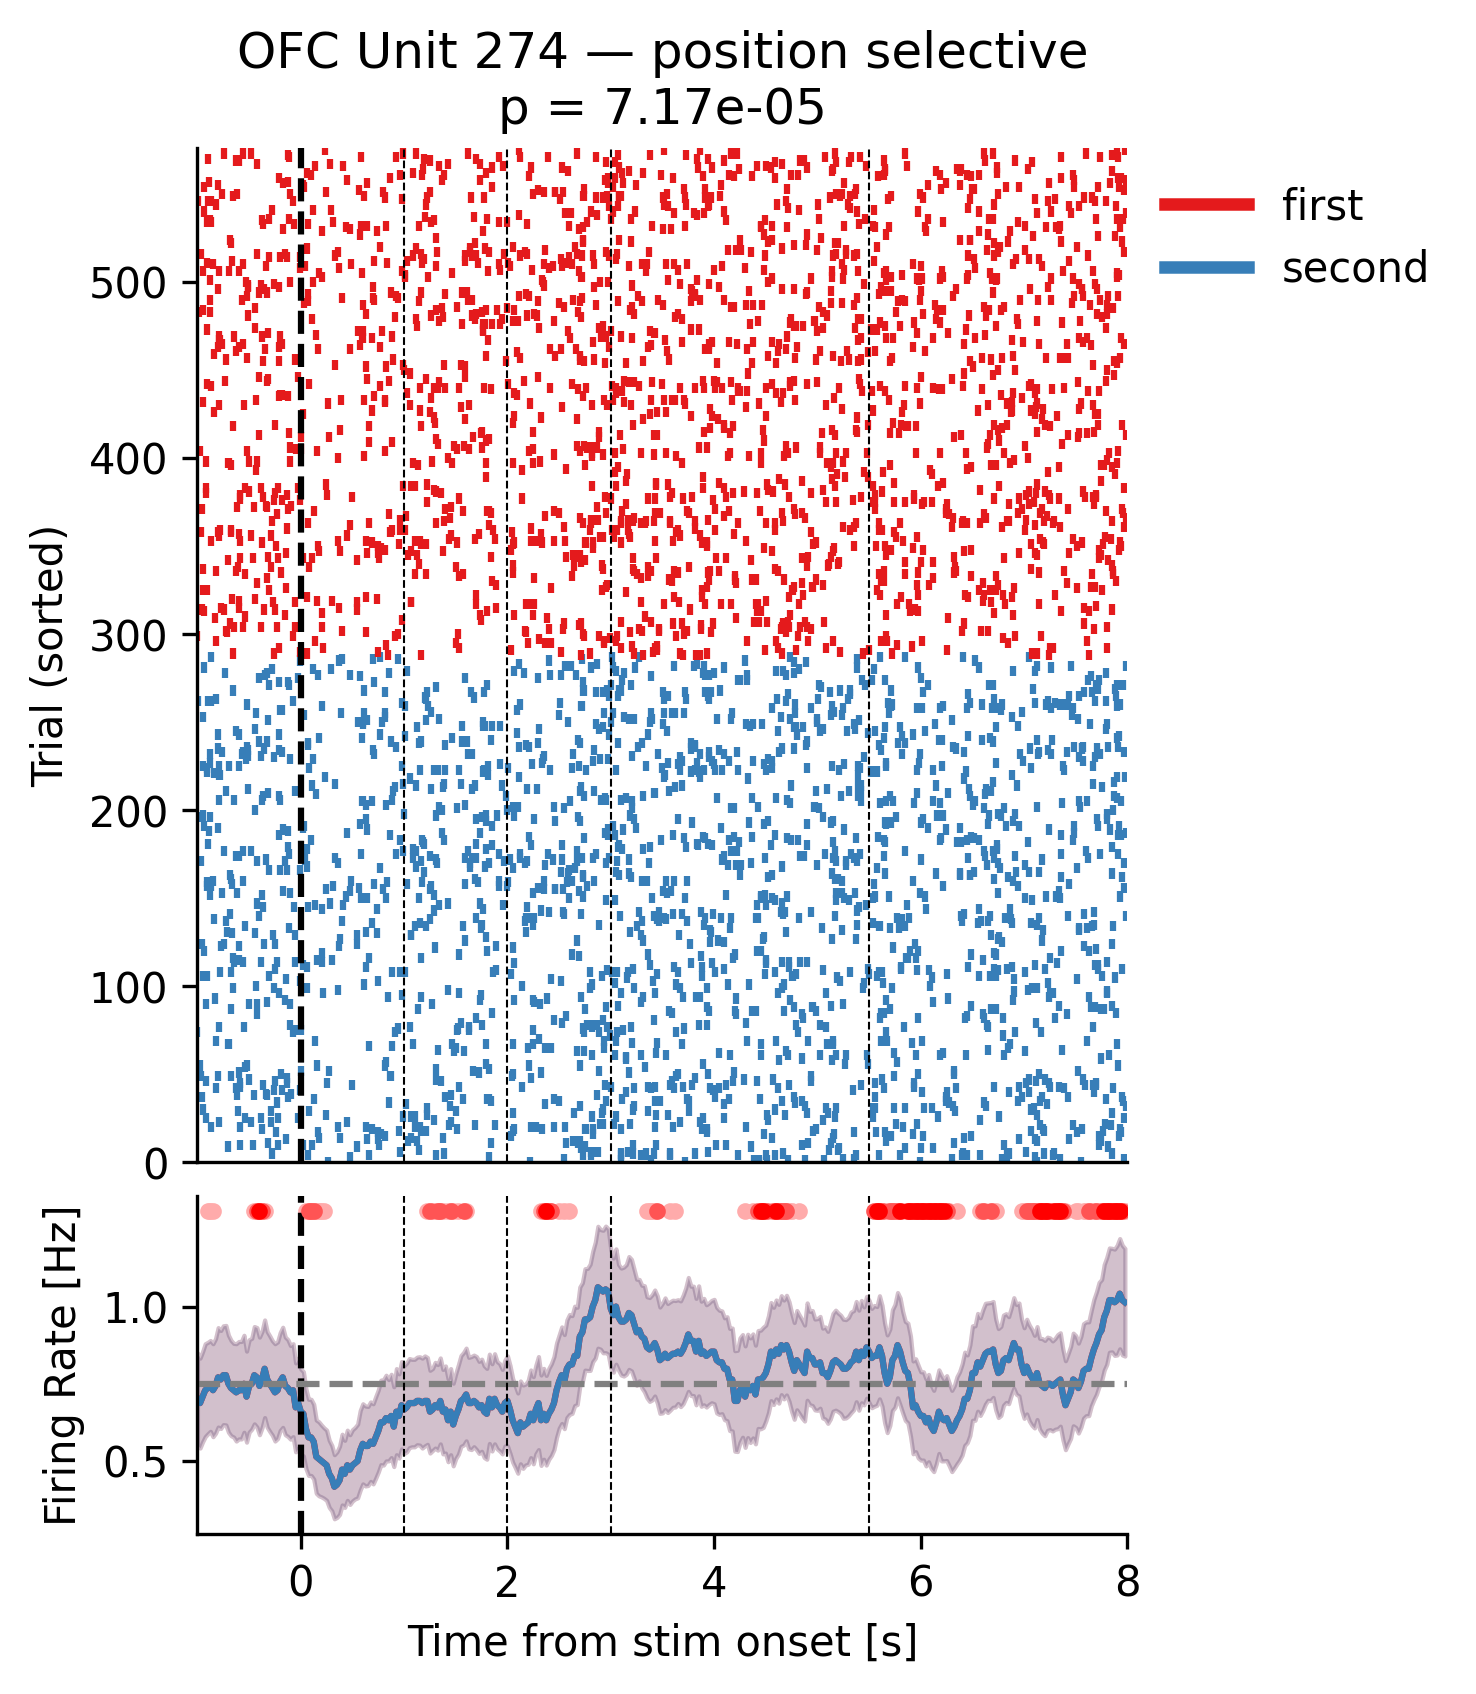 OFC Unit 274 — position selective
p = 7.17e-05
first
second
Trial (sorted)
500
400
300
200
100
0
Firing Rate [Hz]
1.0
0.5
0 2 4 6 8
Time from stim onset [s]